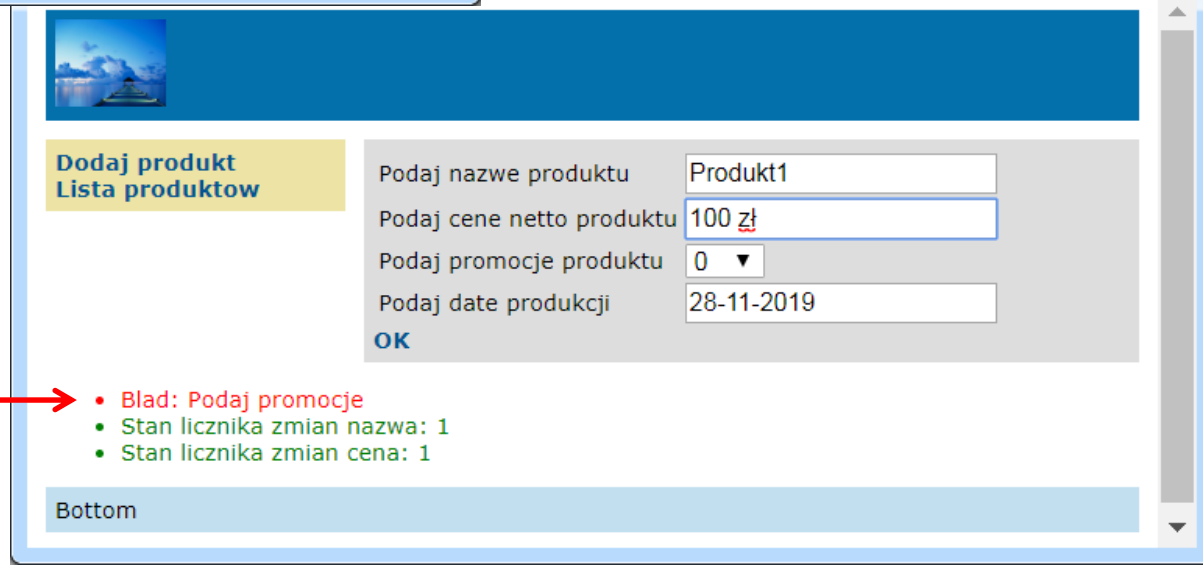 Dodaj produkt
Lista produktow
Podaj nazwe produktu Produkt1
Podaj cene netto produktu 100 zł
Podaj promocje produktu 0
Podaj date produkcji 28-11-2019
OK
Blad: Podaj promocje
Stan licznika zmian nazwa: 1
Stan licznika zmian cena: 1
Bottom